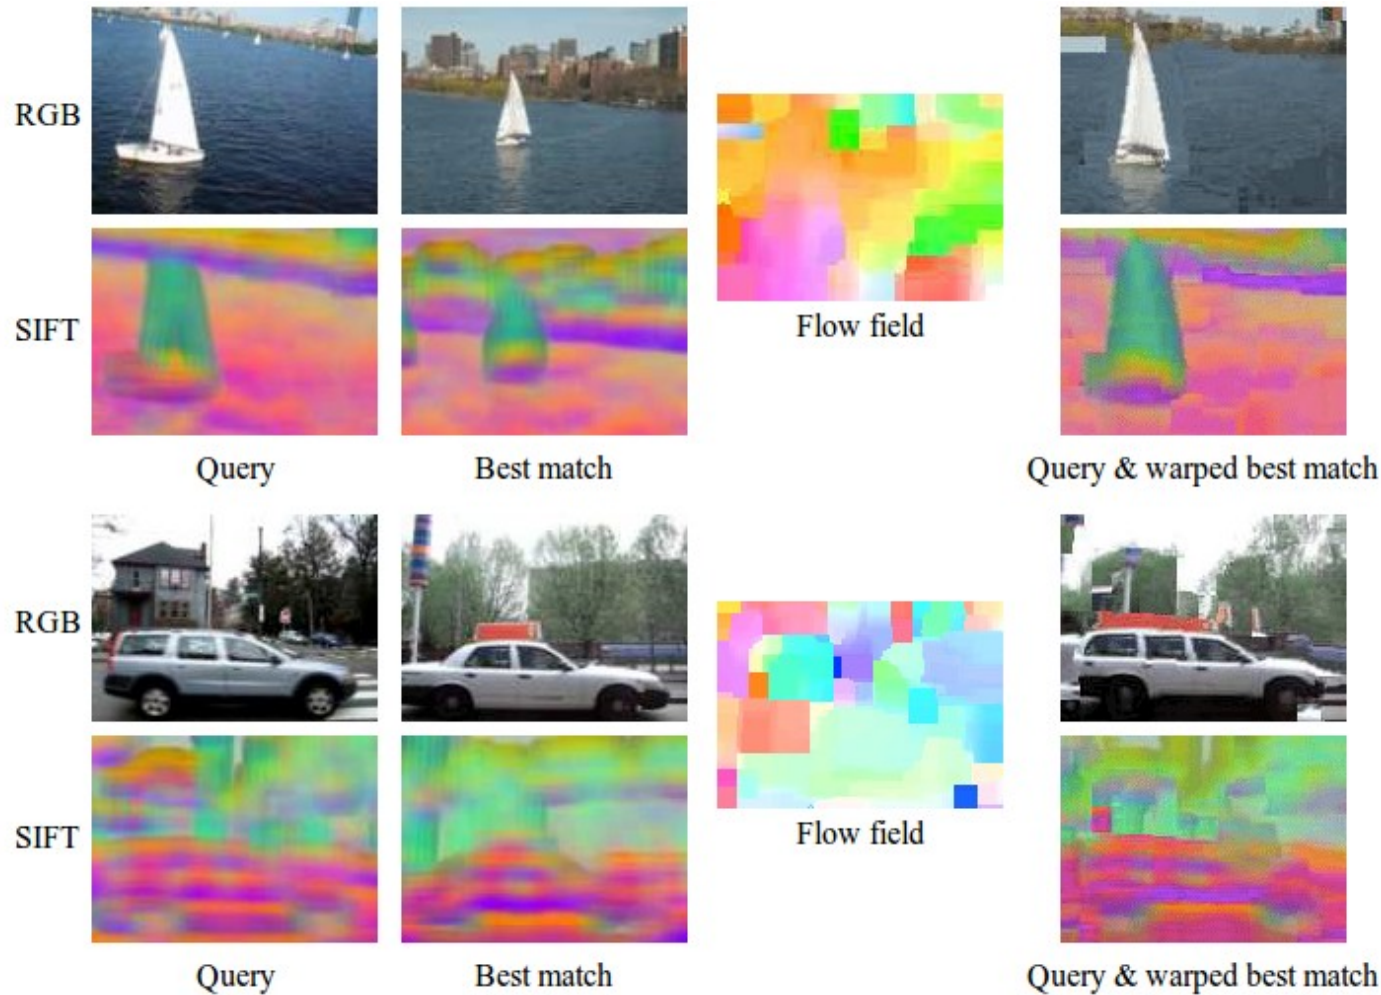 RGB
SIFT
Flow field
Query
Best match
Query & warped best match
RGB
SIFT
Flow field
Query
Best match
Query & warped best match